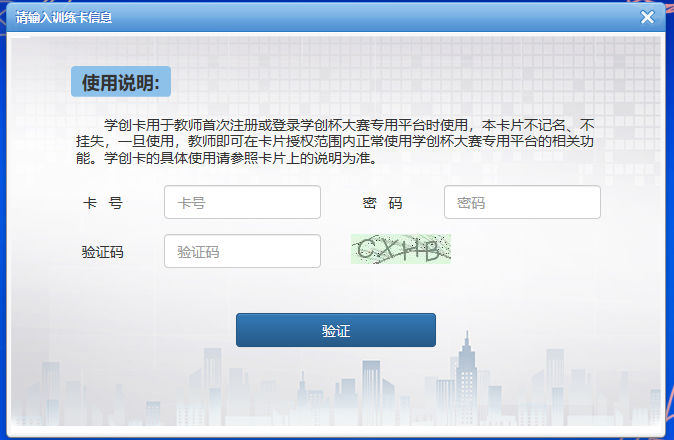 请输入训练卡信息
使用说明:
学创卡用于教师首次注册或登录学创杯大赛专用平台时使用，本卡片不记名、不
挂失，一旦使用，教师即可在卡片授权范围内正常使用学创杯大赛专用平台的相关功
能。学创卡的具体使用请参照卡片上的说明为准。
卡 号 卡号 密 码 密码
验证码 验证码 CXHB
验证